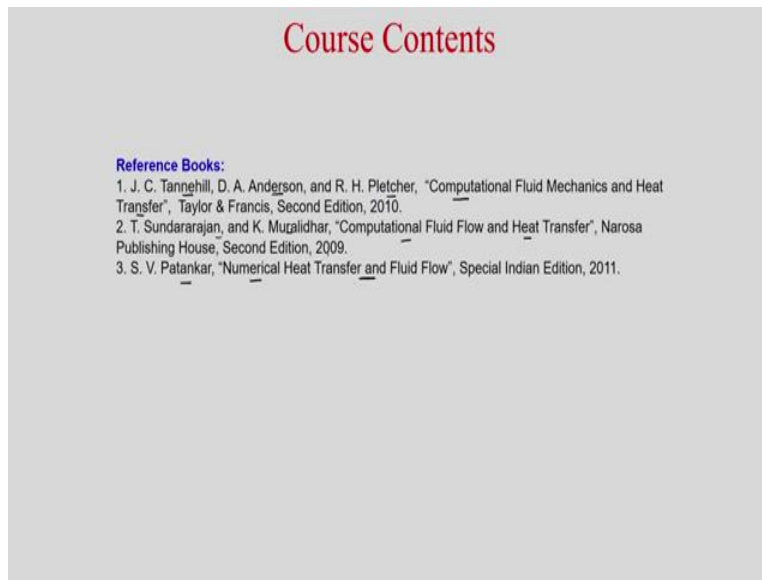 Course Contents
Reference Books:
1. J. C. Tannehill, D. A. Anderson, and R. H. Pletcher, "Computational Fluid Mechanics and Heat
Transfer", Taylor & Francis, Second Edition, 2010.
2. T. Sundararajan, and K. Muralidhar, "Computational Fluid Flow and Heat Transfer", Narosa
Publishing House, Second Edition, 2009.
3. S. V. Patankar, "Numerical Heat Transfer and Fluid Flow", Special Indian Edition, 2011.